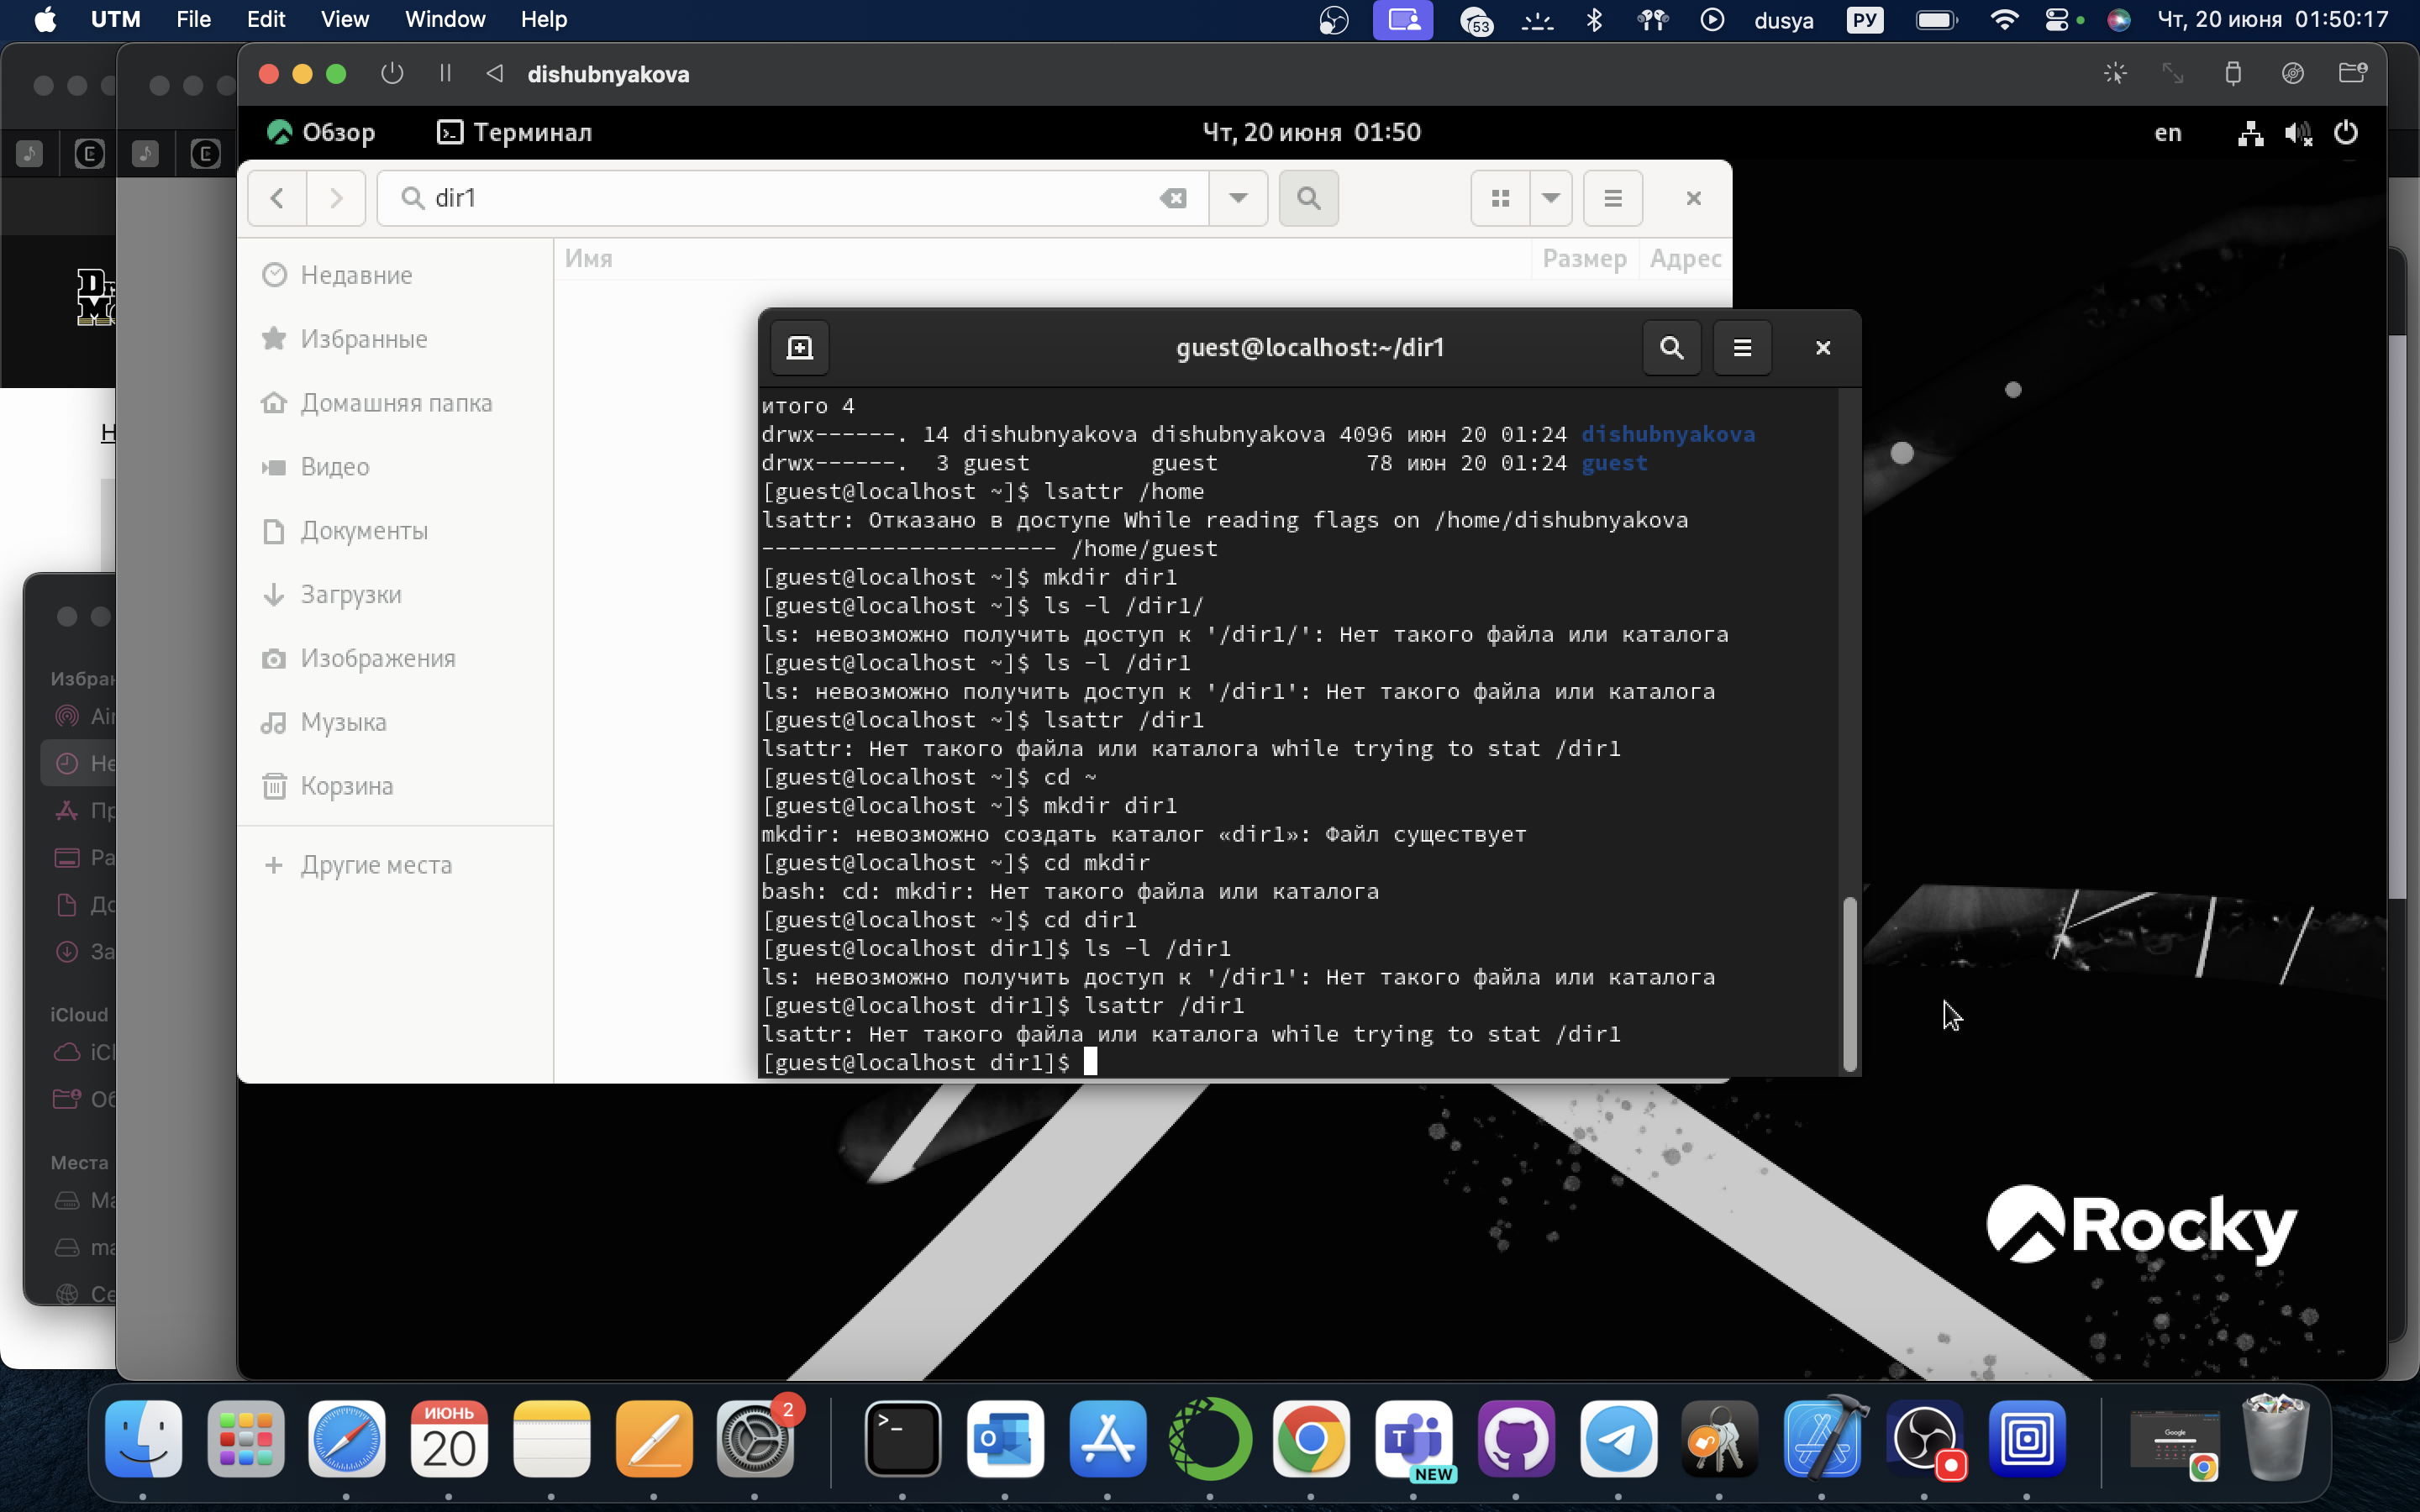 UTM File Edit View Window Help 53 dusya РУ Чт, 20 июня 01:50:17
dishubnyakova
Обзор Терминал Чт, 20 июня 01:50 en
dir1
Имя Размер Адрес
Недавние
Избранные
Домашняя папка
Видео
Документы
Загрузки
Изображения
Музыка
Корзина
Другие места
guest@localhost:~/dir1
итого 4
drwx------. 14 dishubnyakova dishubnyakova 4096 июн 20 01:24 dishubnyakova
drwx------. 3 guest guest 78 июн 20 01:24 guest
[guest@localhost ~]$ lsattr /home
lsattr: Отказано в доступе While reading flags on /home/dishubnyakova
---------------------- /home/guest
[guest@localhost ~]$ mkdir dir1
[guest@localhost ~]$ ls -l /dir1/
ls: невозможно получить доступ к '/dir1/': Нет такого файла или каталога
[guest@localhost ~]$ ls -l /dir1
ls: невозможно получить доступ к '/dir1': Нет такого файла или каталога
[guest@localhost ~]$ lsattr /dir1
lsattr: Нет такого файла или каталога while trying to stat /dir1
[guest@localhost ~]$ cd ~
[guest@localhost ~]$ mkdir dir1
mkdir: невозможно создать каталог «dir1»: Файл существует
[guest@localhost ~]$ cd mkdir
bash: cd: mkdir: Нет такого файла или каталога
[guest@localhost ~]$ cd dir1
[guest@localhost dir1]$ ls -l /dir1
ls: невозможно получить доступ к '/dir1': Нет такого файла или каталога
[guest@localhost dir1]$ lsattr /dir1
lsattr: Нет такого файла или каталога while trying to stat /dir1
[guest@localhost dir1]$
iCloud
Места
Rocky
ИЮНЬ
20
2
NEW
Google